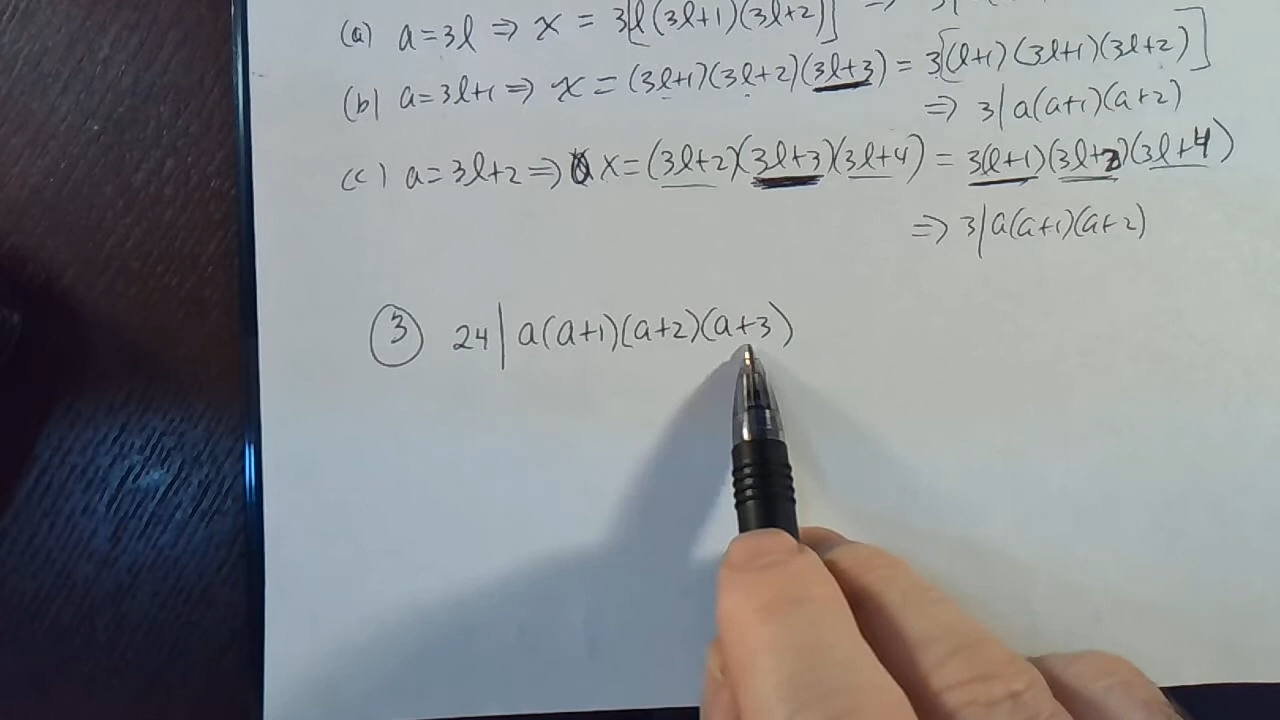 (a) a=3l ⇒ x = 3[l(3l+1)(3l+2)] ⇒ 3|
(b) a=3l+1 ⇒ x = (3l+1)(3l+2)(3l+3) = 3[(l+1)(3l+1)(3l+2)]
⇒ 3|a(a+1)(a+2)
(c) a=3l+2 ⇒ x=(3l+2)(3l+3)(3l+4) = 3(l+1)(3l+2)(3l+4)
⇒ 3|a(a+1)(a+2)
③ 24|a(a+1)(a+2)(a+3)